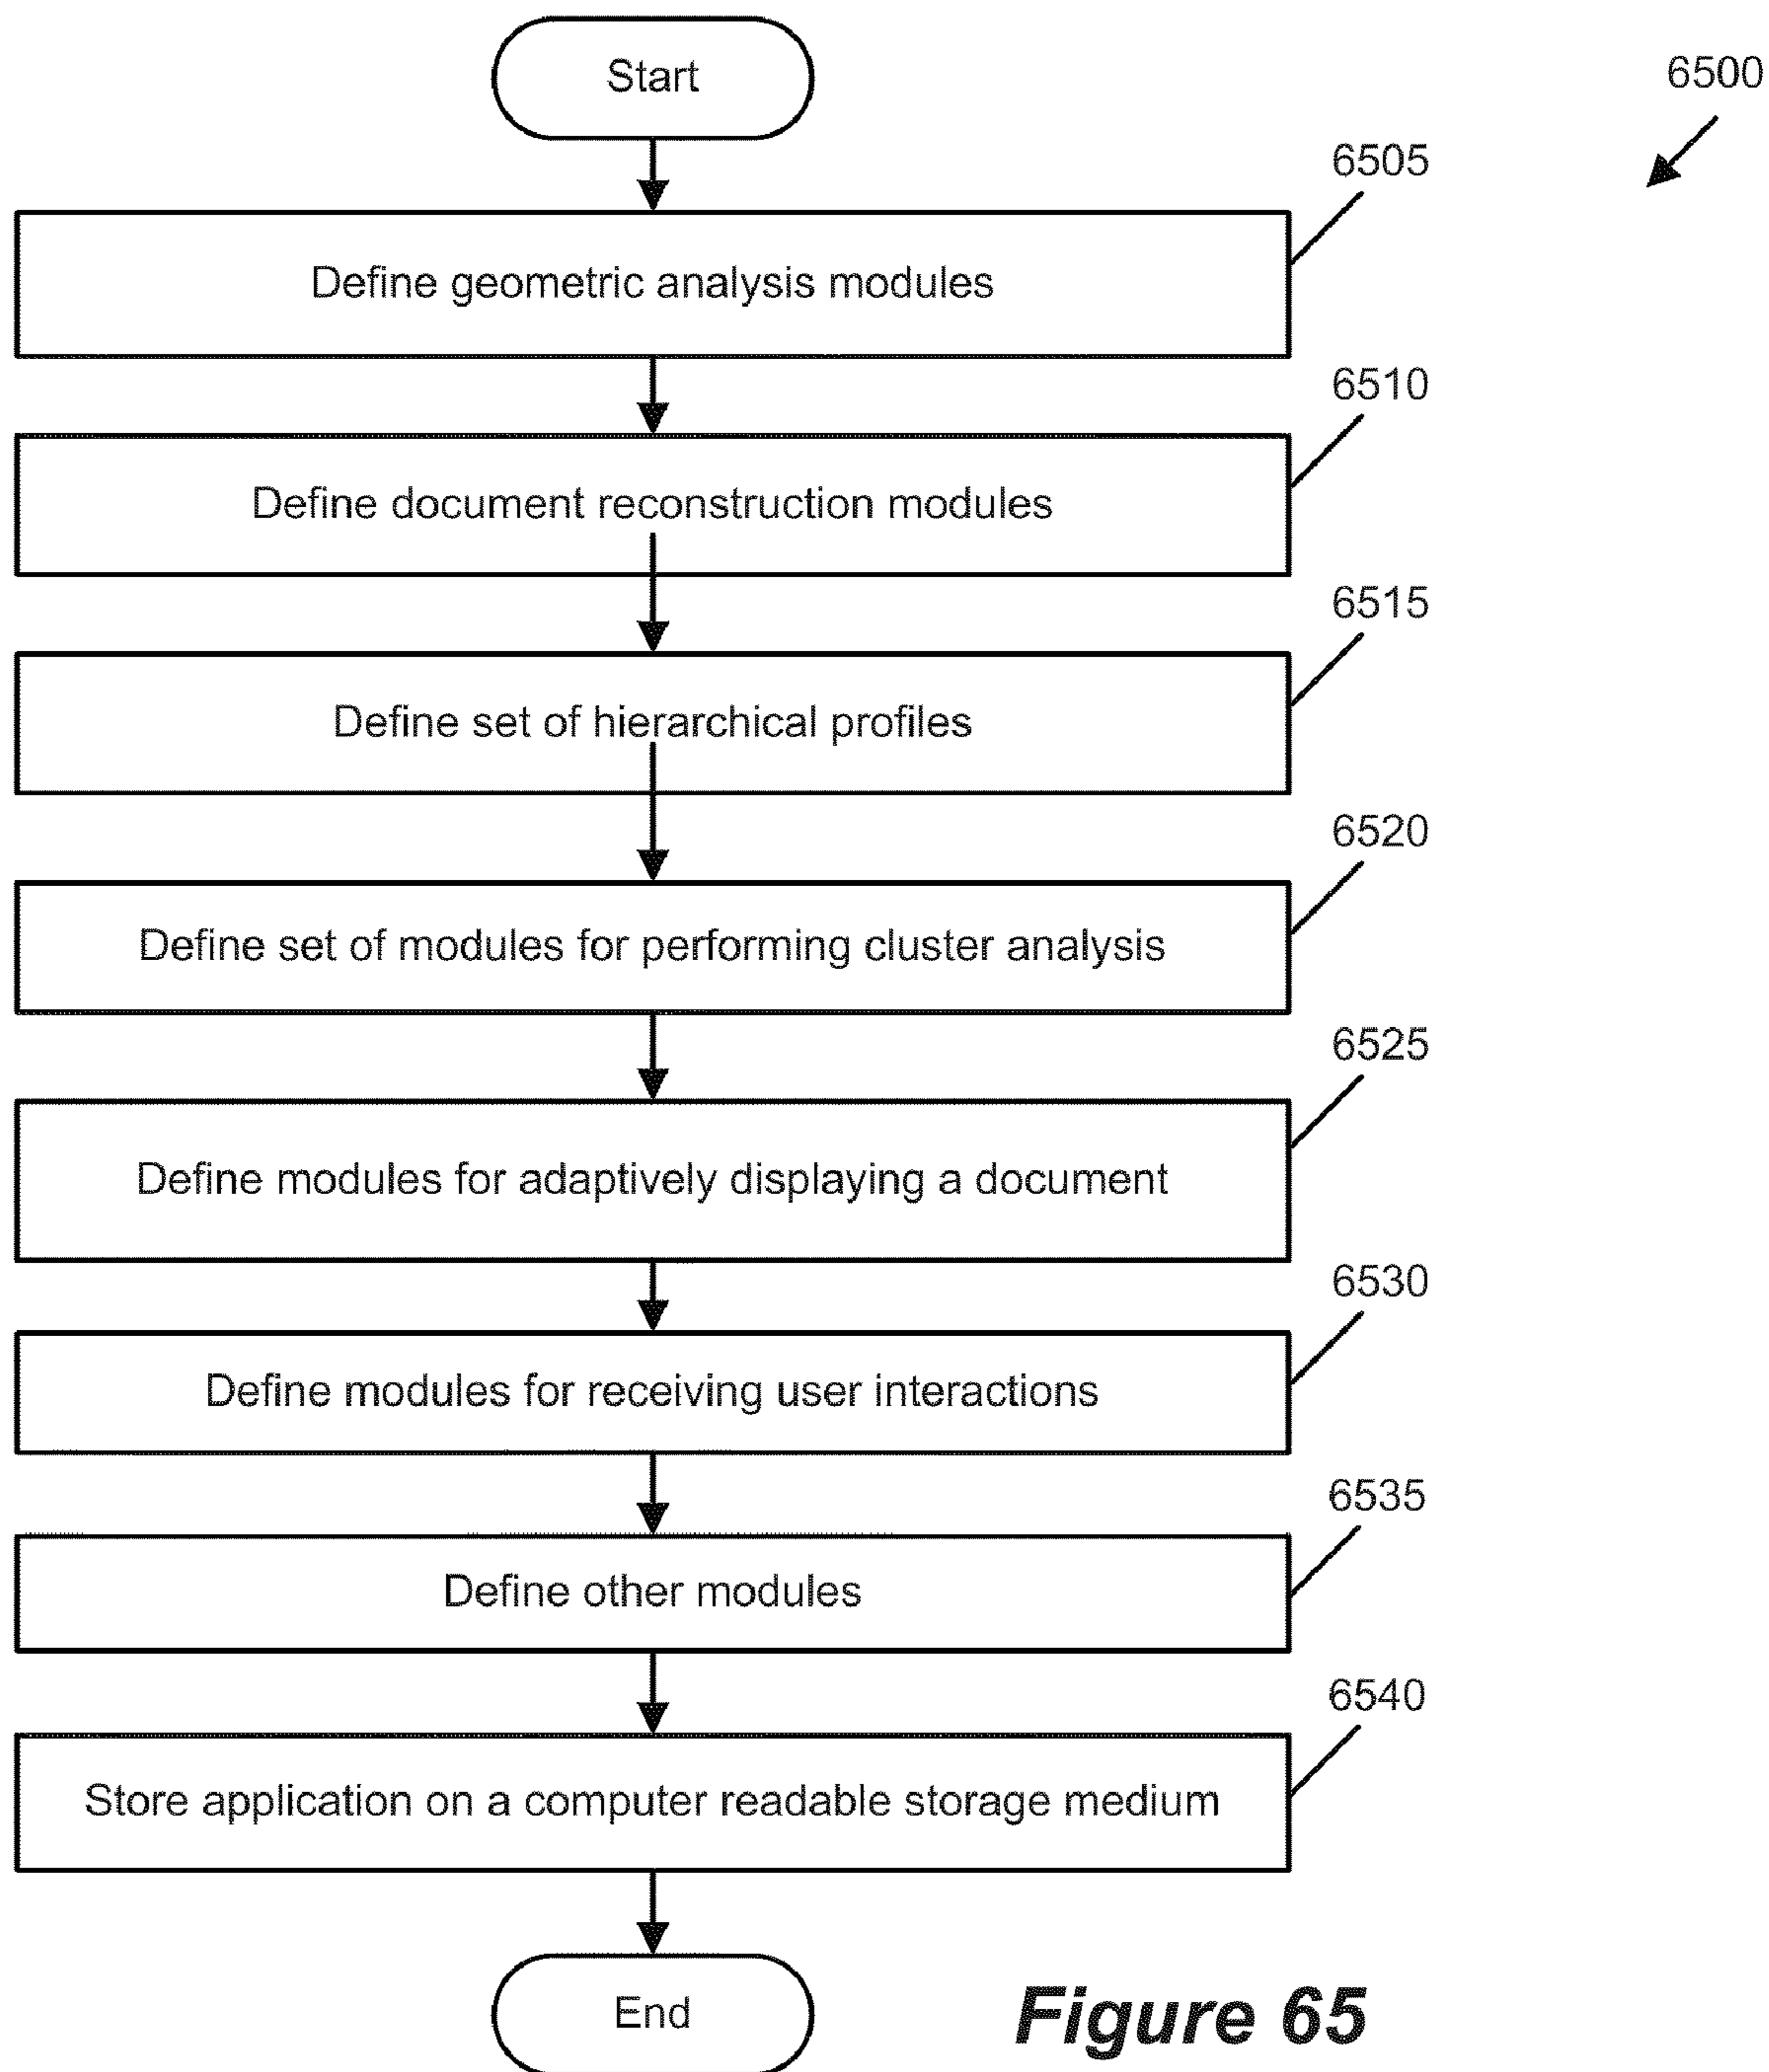 Start
6500
6505
Define geometric analysis modules
6510
Define document reconstruction modules
6515
Define set of hierarchical profiles
6520
Define set of modules for performing cluster analysis
6525
Define modules for adaptively displaying a document
6530
Define modules for receiving user interactions
6535
Define other modules
6540
Store application on a computer readable storage medium
End
Figure 65